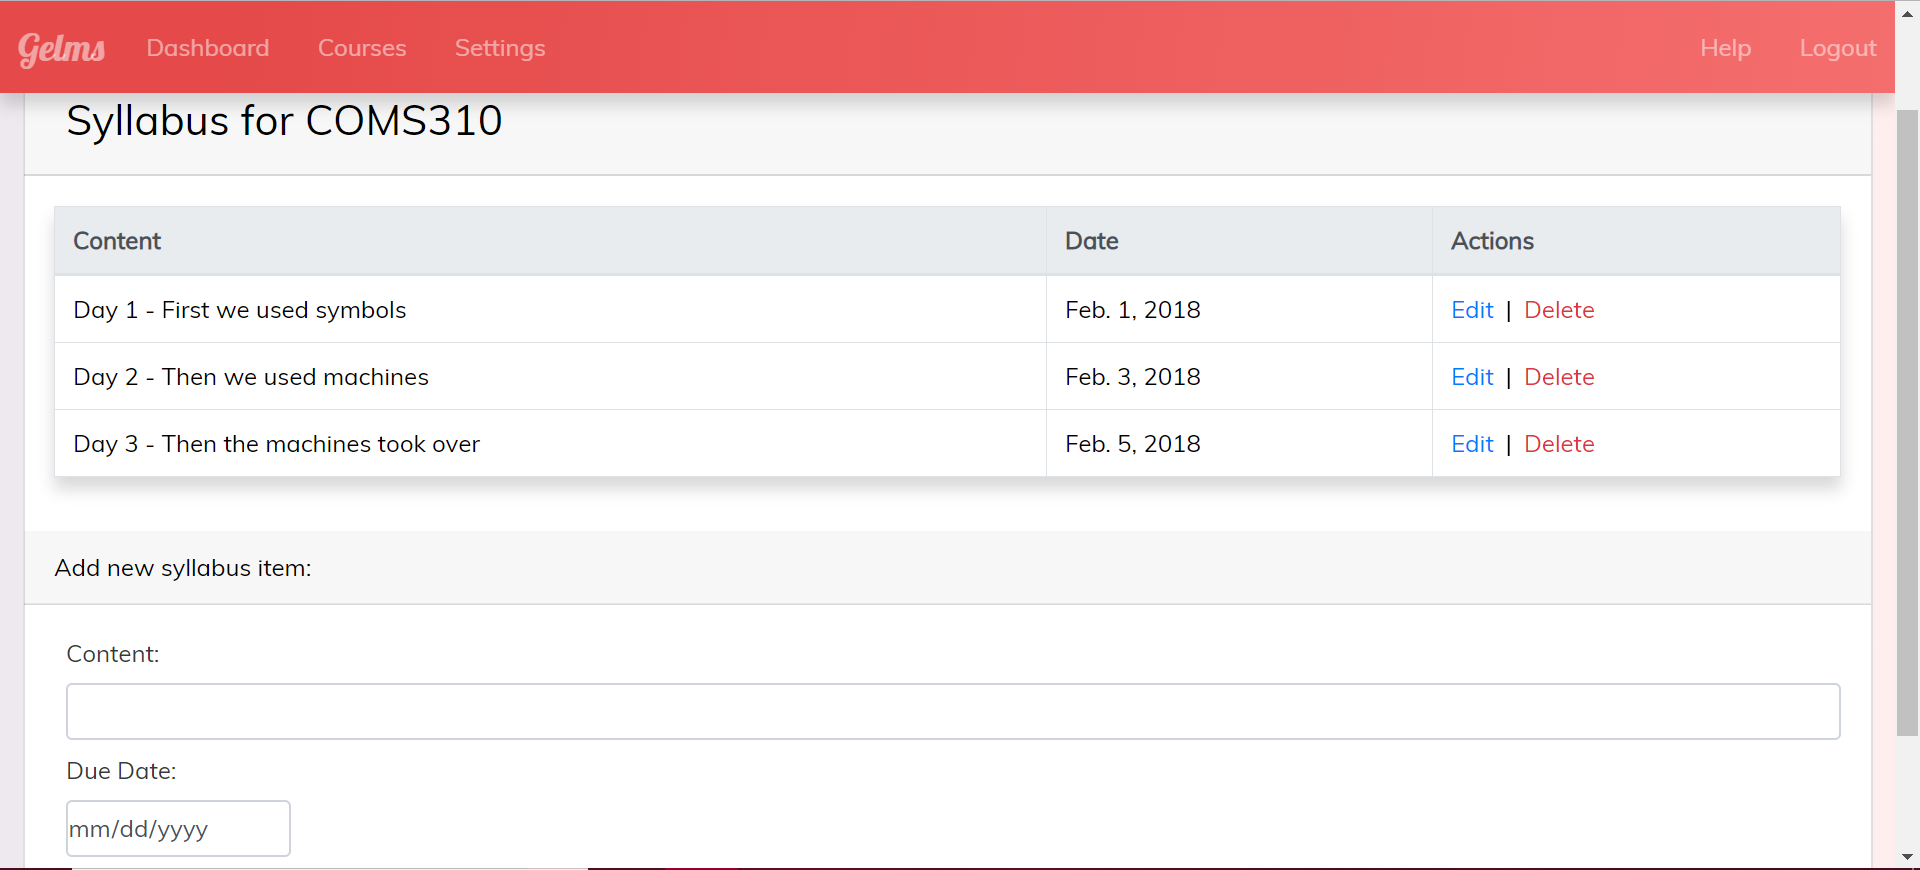 Gelms Dashboard Courses Settings Help Logout
Syllabus for COMS310
Content Date Actions
Day 1 - First we used symbols Feb. 1, 2018 Edit | Delete
Day 2 - Then we used machines Feb. 3, 2018 Edit | Delete
Day 3 - Then the machines took over Feb. 5, 2018 Edit | Delete
Add new syllabus item:
Content:
Due Date:
mm/dd/yyyy